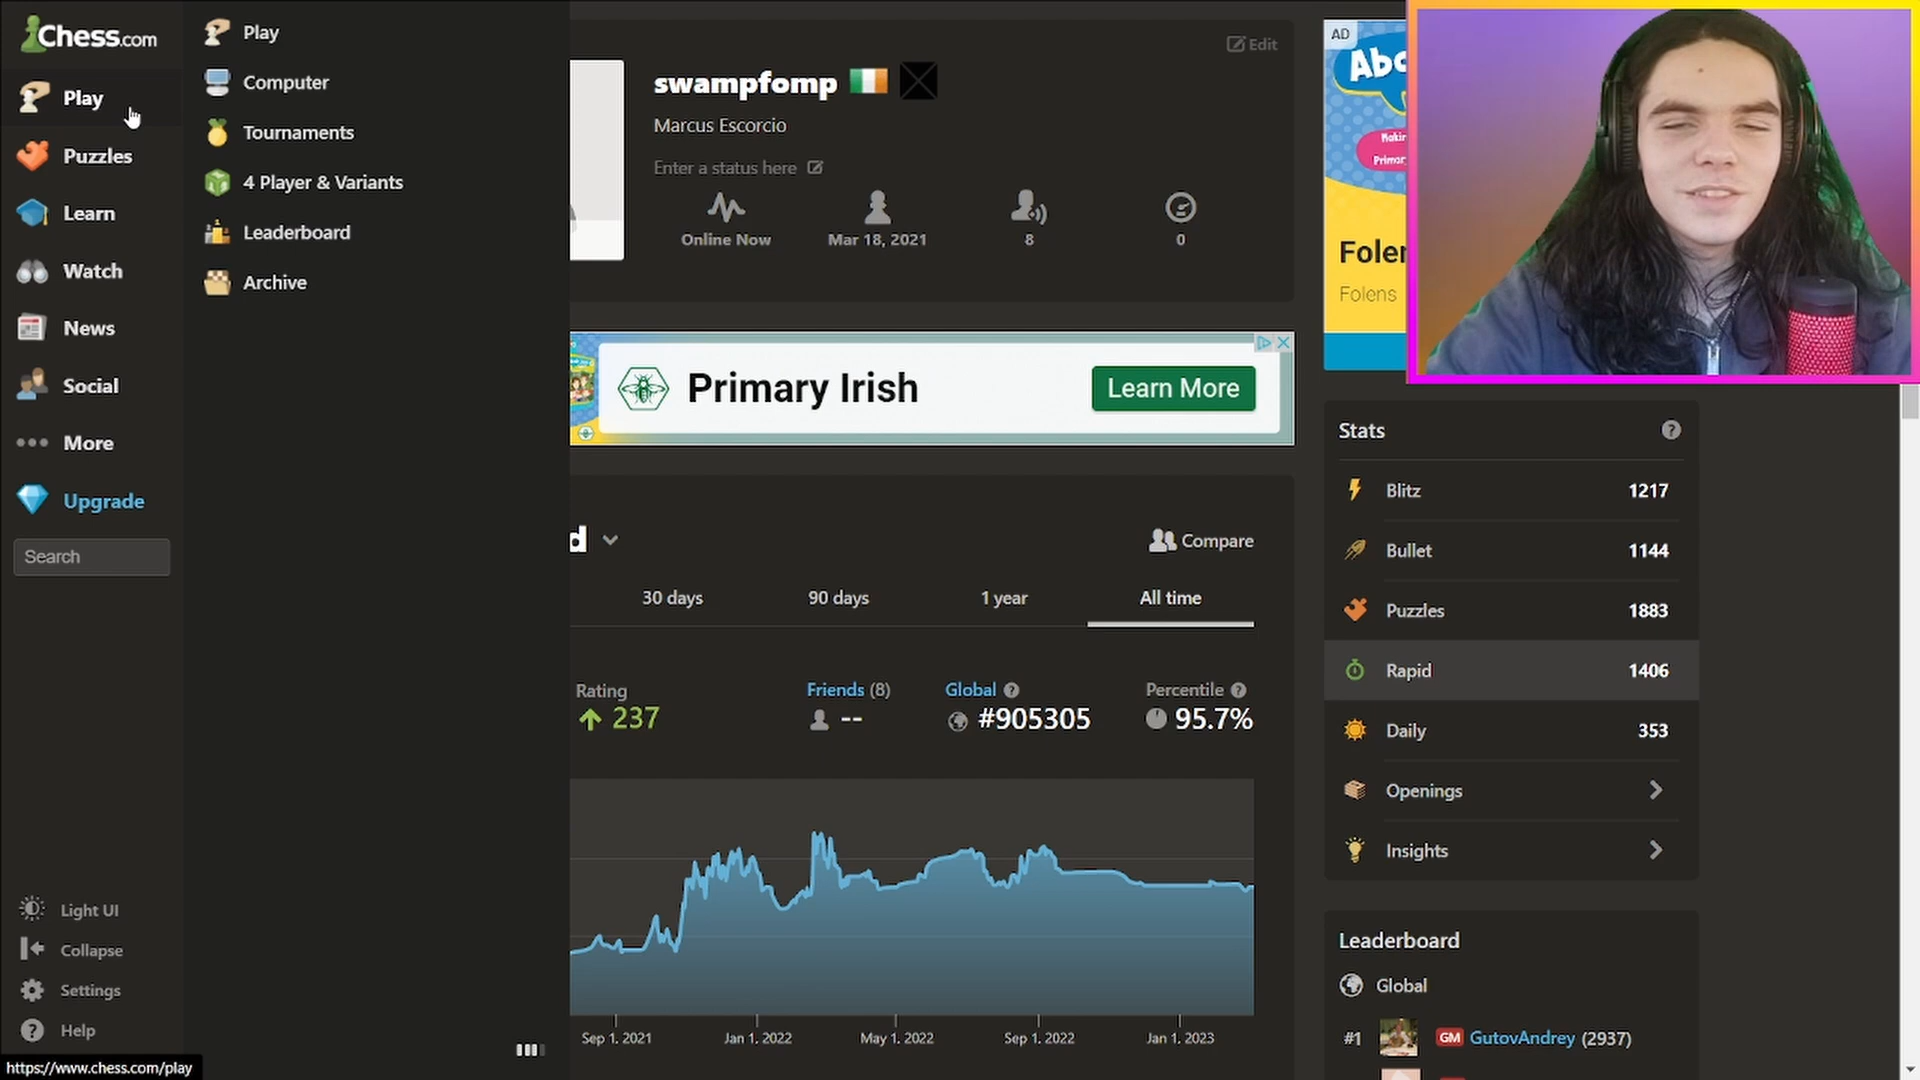 Chess.com
Play
Puzzles
Learn
Watch
News
Social
More
Upgrade
Search
Light UI
Collapse
Settings
Help
https://www.chess.com/play
Play
Computer
Tournaments
4 Player & Variants
Leaderboard
Archive
Edit
swampfomp
Marcus Escorcio
Enter a status here
Online Now
Mar 18, 2021
8
0
Primary Irish
Learn More
d
Compare
30 days
90 days
1 year
All time
Rating
237
Friends (8)
--
Global
#905305
Percentile
95.7%
Sep 1, 2021
Jan 1, 2022
May 1, 2022
Sep 1, 2022
Jan 1, 2023
AD
Abc
Makin
Primar
Foler
Folens
Stats
Blitz 1217
Bullet 1144
Puzzles 1883
Rapid 1406
Daily 353
Openings
Insights
Leaderboard
Global
#1 GM GutovAndrey (2937)